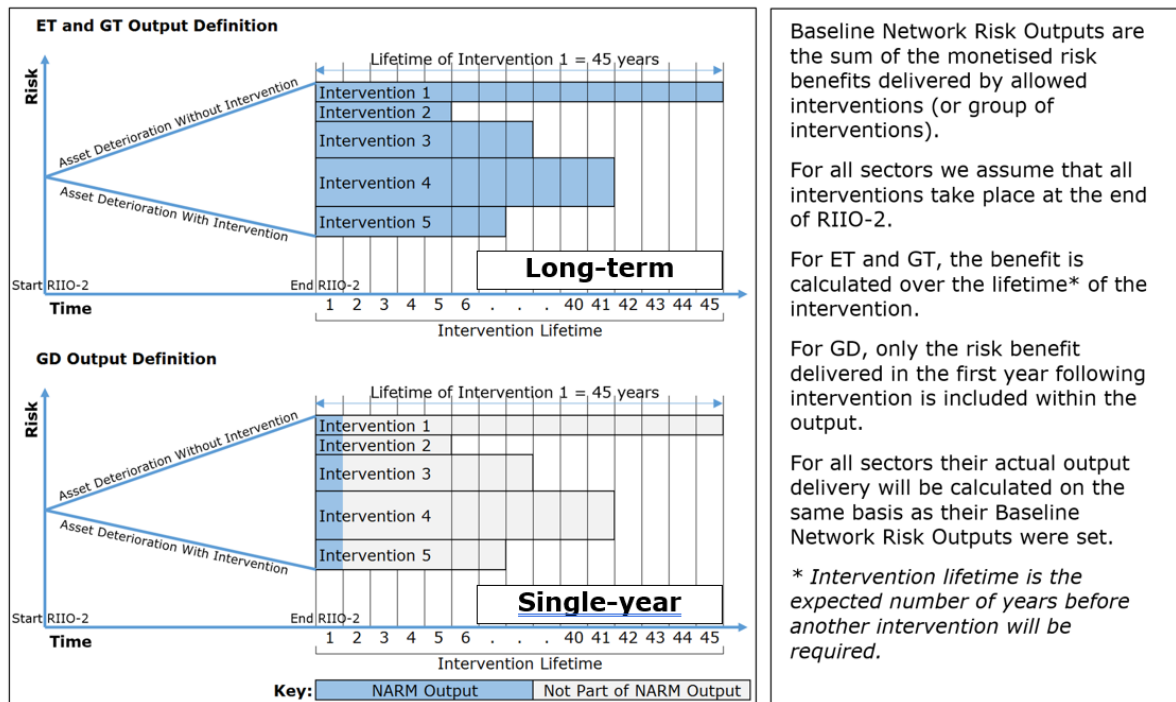 ET and GT Output Definition
Risk
Lifetime of Intervention 1 = 45 years
Asset Deterioration Without Intervention
Asset Deterioration With Intervention
Intervention 1
Intervention 2
Intervention 3
Intervention 4
Intervention 5
Long-term
Start RIIO-2
End RIIO-2
Time
1 2 3 4 5 6 . . . 40 41 42 43 44 45
Intervention Lifetime
GD Output Definition
Risk
Lifetime of Intervention 1 = 45 years
Asset Deterioration Without Intervention
Asset Deterioration With Intervention
Intervention 1
Intervention 2
Intervention 3
Intervention 4
Intervention 5
Single-year
Start RIIO-2
End RIIO-2
Time
1 2 3 4 5 6 . . . 40 41 42 43 44 45
Intervention Lifetime
Key: NARM Output Not Part of NARM Output
Baseline Network Risk Outputs are
the sum of the monetised risk
benefits delivered by allowed
interventions (or group of
interventions).
For all sectors we assume that all
interventions take place at the end
of RIIO-2.
For ET and GT, the benefit is
calculated over the lifetime* of the
intervention.
For GD, only the risk benefit
delivered in the first year following
intervention is included within the
output.
For all sectors their actual output
delivery will be calculated on the
same basis as their Baseline
Network Risk Outputs were set.
* Intervention lifetime is the
expected number of years before
another intervention will be
required.